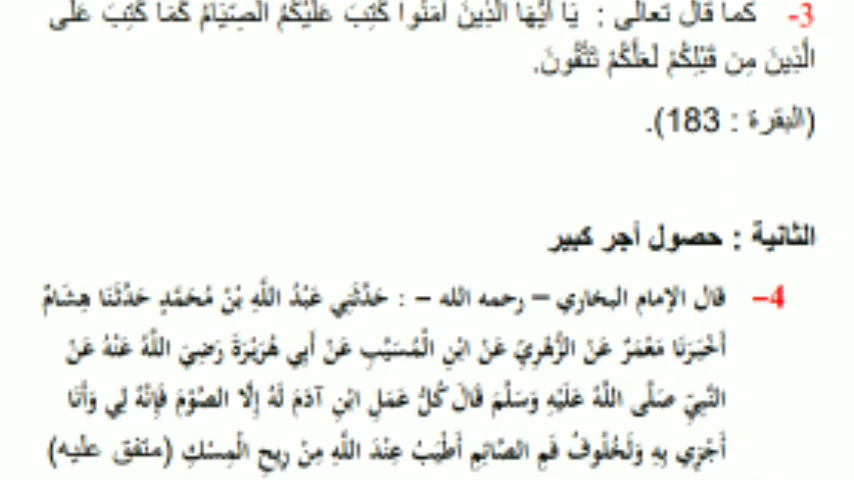 3- كما قال تعالى : يَا أَيُّهَا الَّذِينَ آمَنُوا كُتِبَ عَلَيْكُمُ الصِّيَامُ كَمَا كُتِبَ عَلَى
الَّذِينَ مِن قَبْلِكُمْ لَعَلَّكُمْ تَتَّقُونَ.
(البقرة : 183).
الثانية : حصول أجر كبير
4– قال الإمام البخاري – رحمه الله – : حَدَّثَنِي عَبْدُ اللَّهِ بْنُ مُحَمَّدٍ حَدَّثَنَا هِشَامٌ
أَخْبَرَنَا مَعْمَرٌ عَنْ الزُّهْرِيِّ عَنْ ابْنِ الْمُسَيَّبِ عَنْ أَبِي هُرَيْرَةَ رَضِيَ اللَّهُ عَنْهُ عَنْ
النَّبِيِّ صَلَّى اللَّهُ عَلَيْهِ وَسَلَّمَ قَالَ كُلُّ عَمَلِ ابْنِ آدَمَ لَهُ إِلَّا الصَّوْمَ فَإِنَّهُ لِي وَأَنَا
أَجْزِي بِهِ وَلَخُلُوفُ فَمِ الصَّائِمِ أَطْيَبُ عِنْدَ اللَّهِ مِنْ رِيحِ الْمِسْكِ (متفق عليه)